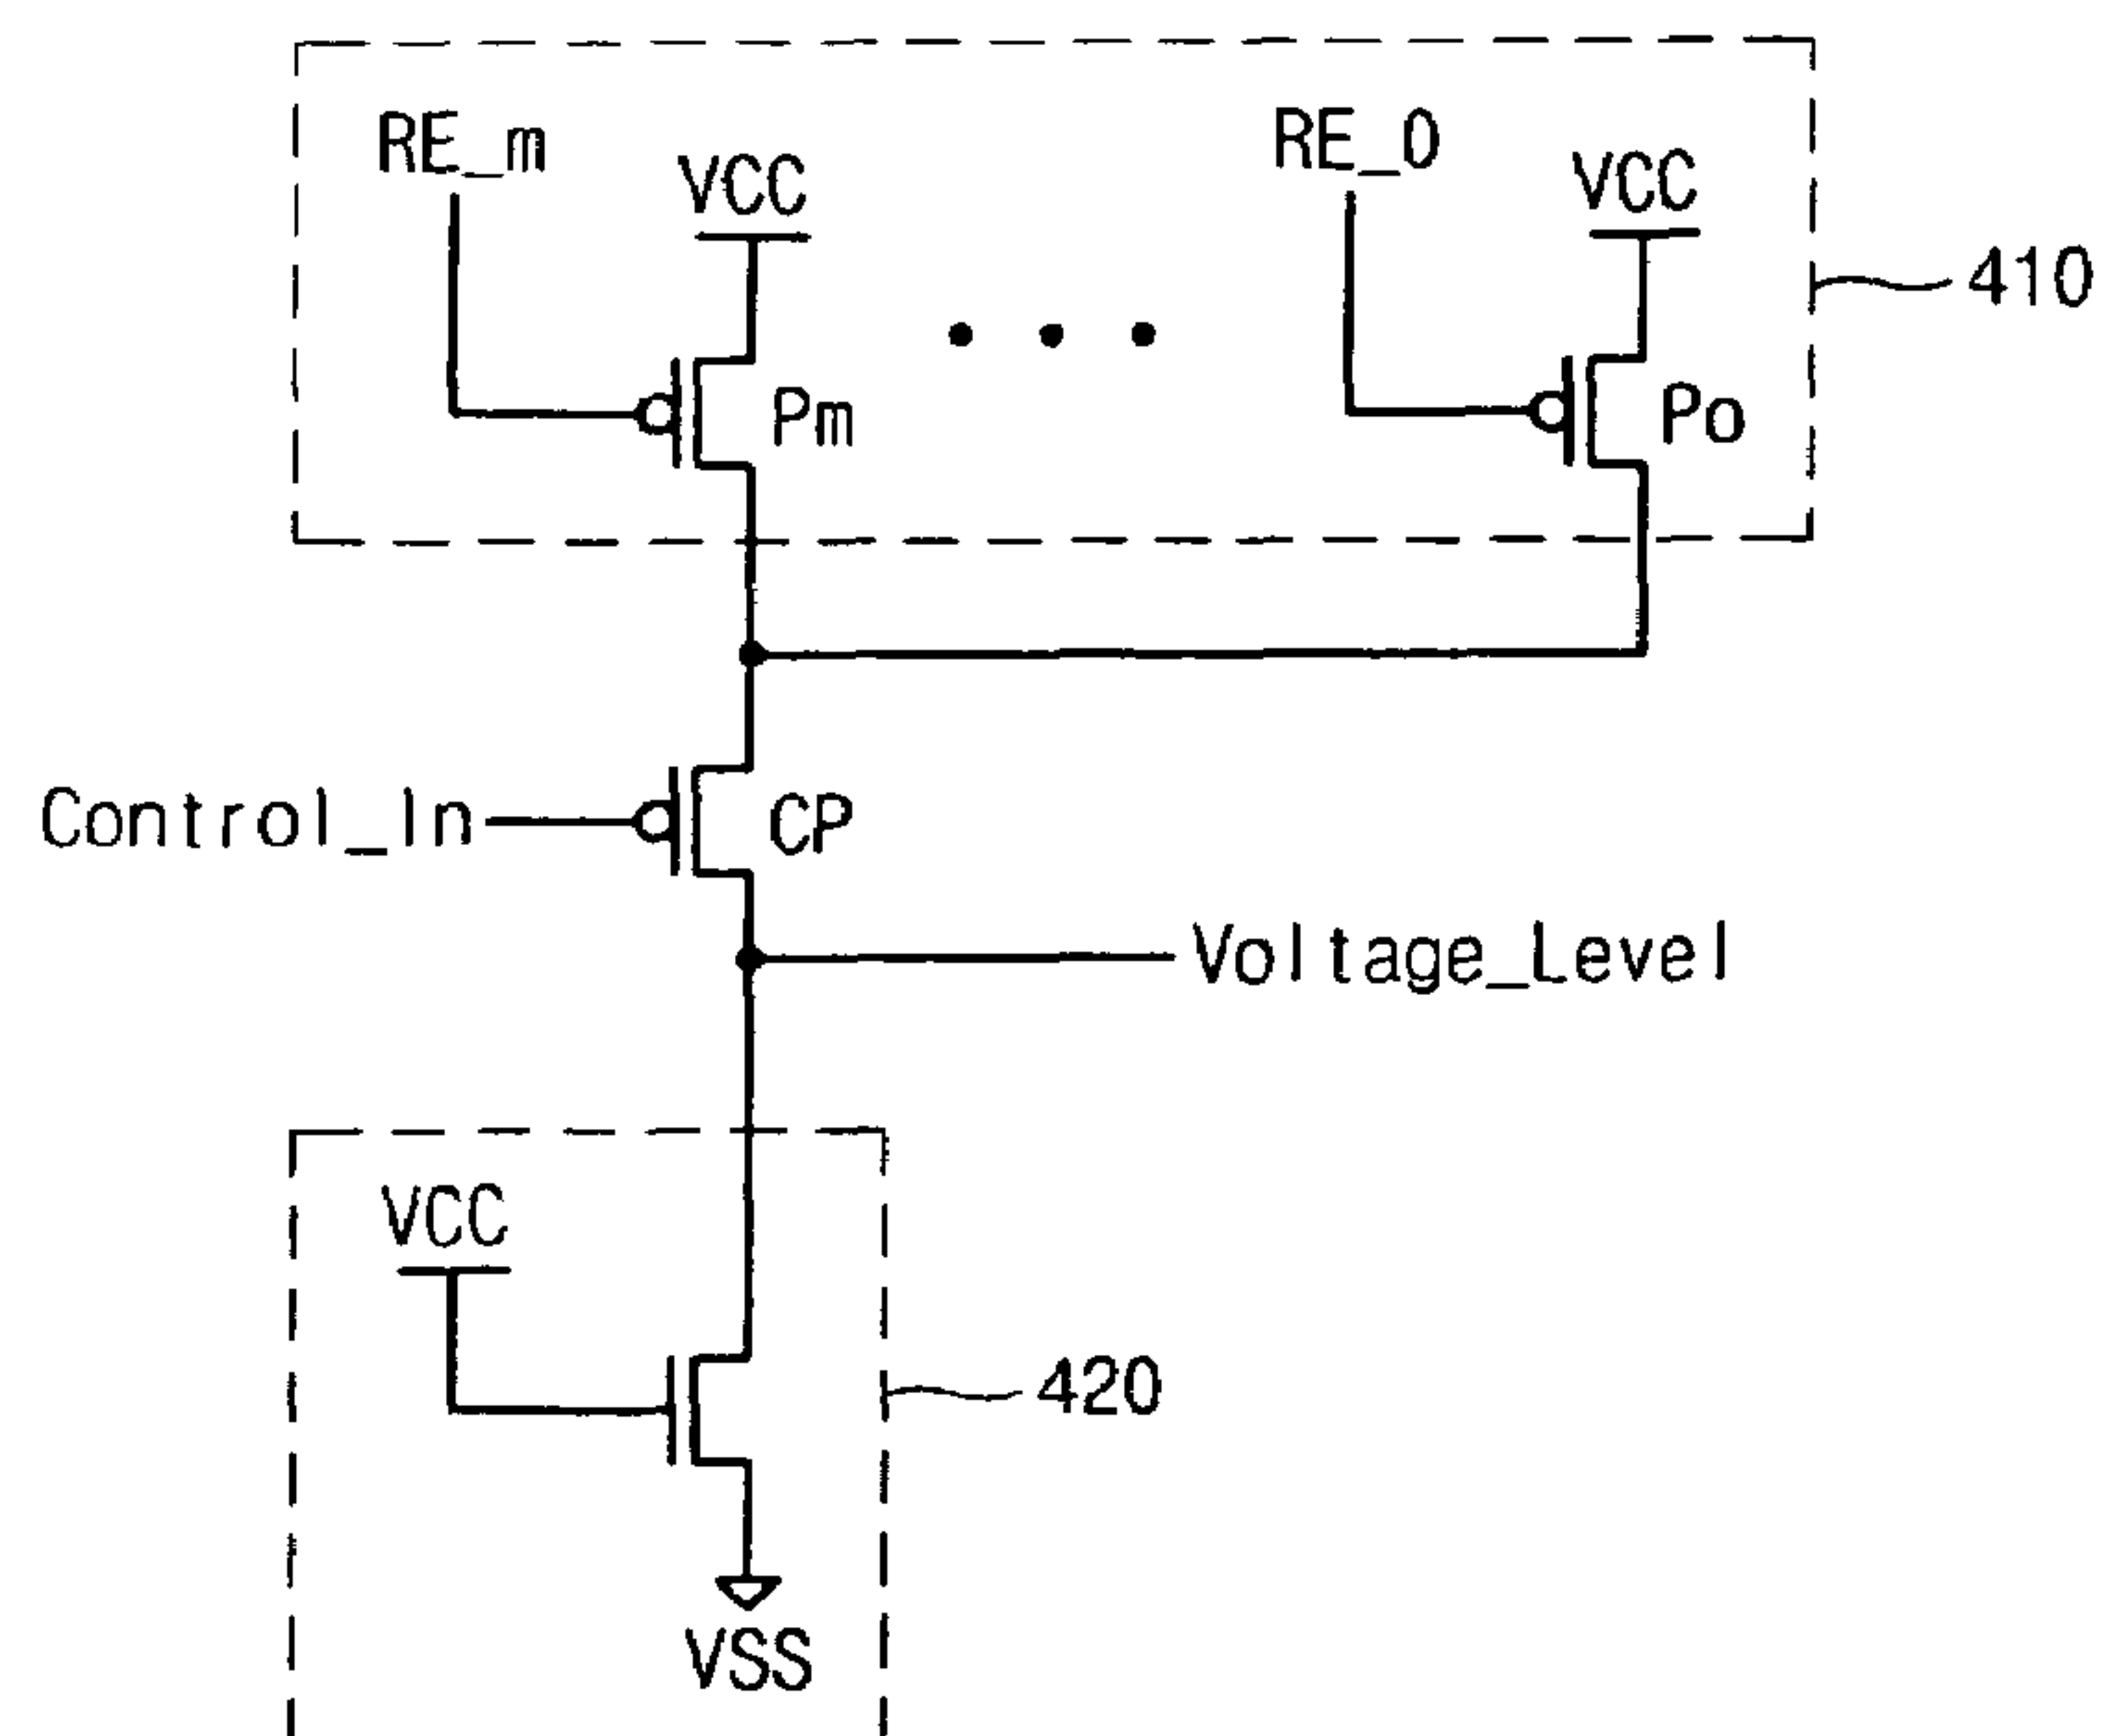 RE_m
VCC
RE_0
VCC
410
Pm
Po
Control_In
CP
Voltage_Level
VCC
420
VSS